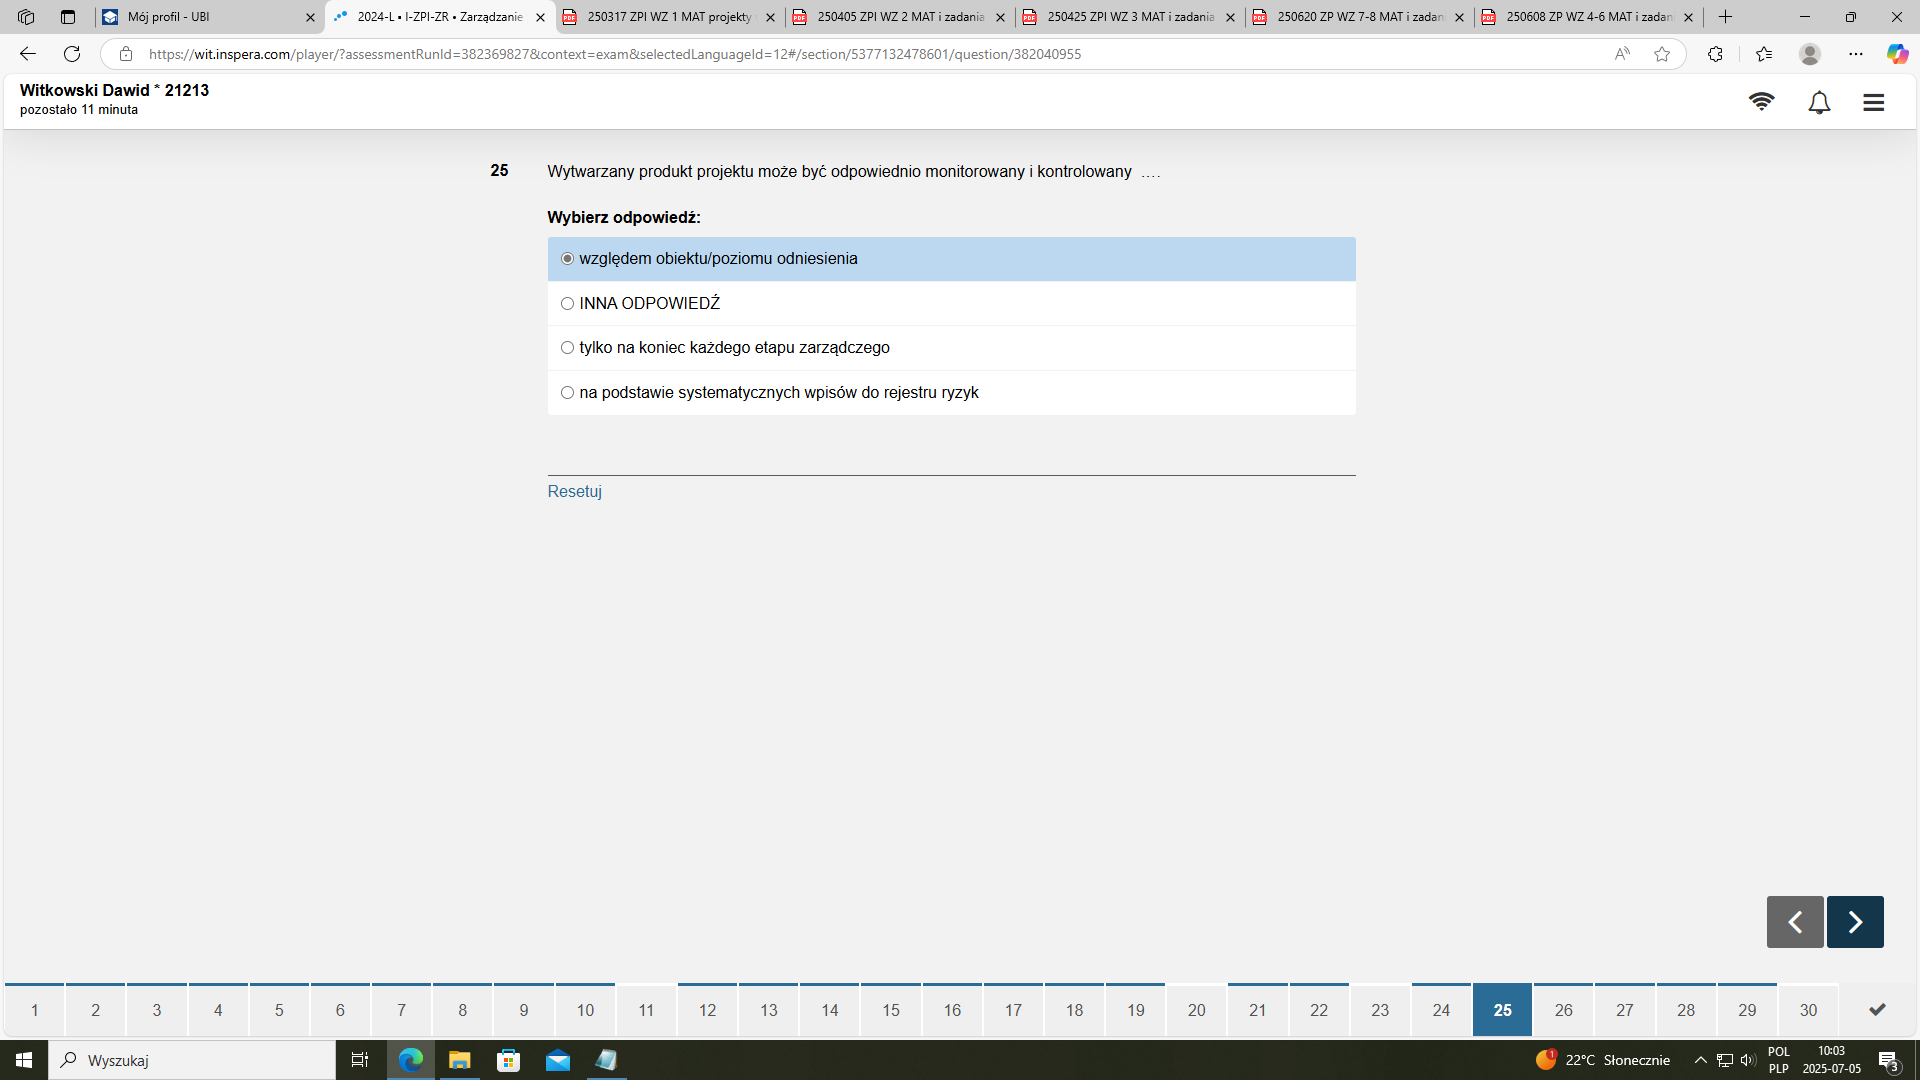 Mój profil - UBI
2024-L • I-ZPI-ZR • Zarządzanie
250317 ZPI WZ 1 MAT projekty
250405 ZPI WZ 2 MAT i zadania
250425 ZPI WZ 3 MAT i zadania
250620 ZP WZ 7-8 MAT i zadan
250608 ZP WZ 4-6 MAT i zadan
https://wit.inspera.com/player/?assessmentRunId=382369827&context=exam&selectedLanguageId=12#/section/5377132478601/question/382040955
Witkowski Dawid * 21213
pozostało 11 minuta
25 Wytwarzany produkt projektu może być odpowiednio monitorowany i kontrolowany ....
Wybierz odpowiedź:
względem obiektu/poziomu odniesienia
INNA ODPOWIEDŹ
tylko na koniec każdego etapu zarządczego
na podstawie systematycznych wpisów do rejestru ryzyk
Resetuj
1 2 3 4 5 6 7 8 9 10 11 12 13 14 15 16 17 18 19 20 21 22 23 24 25 26 27 28 29 30
Wyszukaj
1
22°C Słonecznie
POL
PLP
10:03
2025-07-05
3